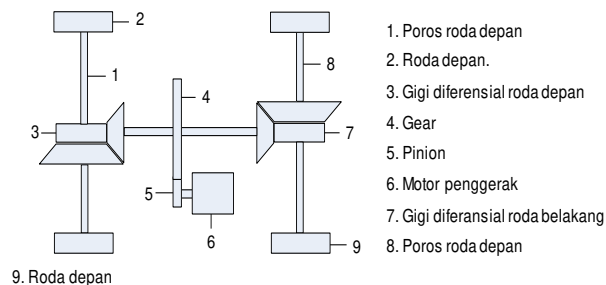 2
1
3
4
5
6
8
7
9
1. Poros roda depan
2. Roda depan.
3. Gigi diferensial roda depan
4. Gear
5. Pinion
6. Motor penggerak
7. Gigi diferansial roda belakang
8. Poros roda depan
9. Roda depan